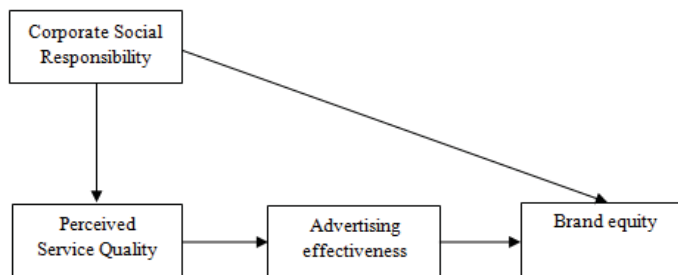 Corporate Social
Responsibility
Perceived
Service Quality
Advertising
effectiveness
Brand equity